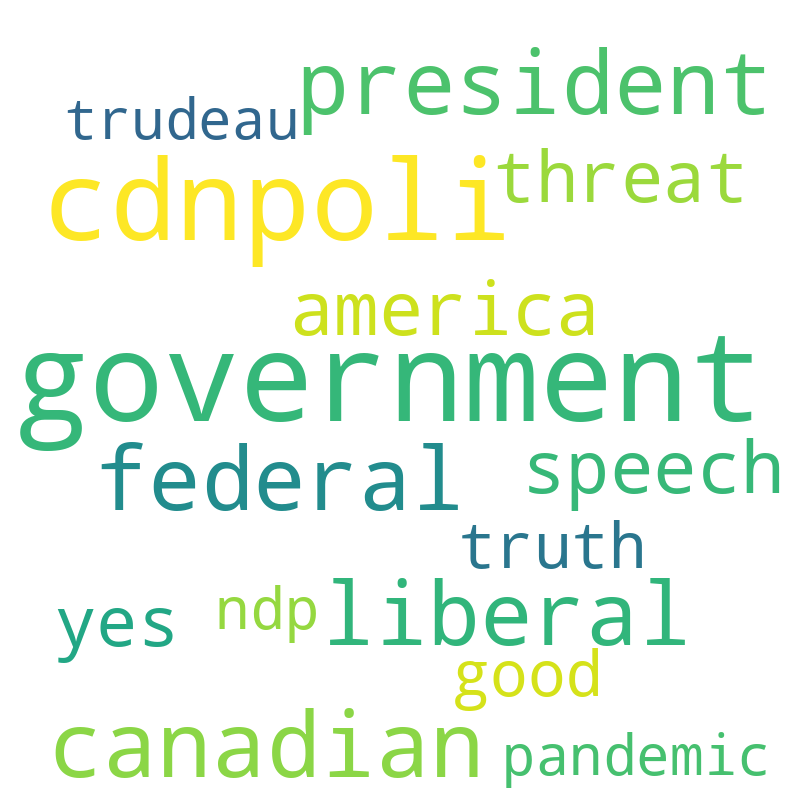 president
trudeau
cdnpoli
threat
america
government
federal
speech
truth
yes
ndp
liberal
good
canadian
pandemic